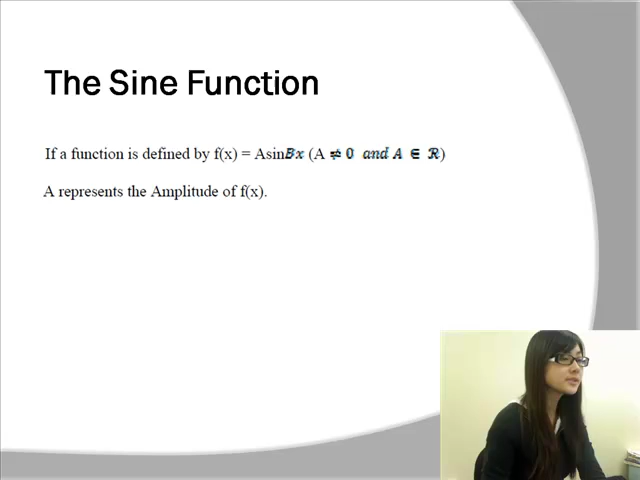 The Sine Function
If a function is defined by f(x) = AsinBx (A ≠ 0 and A ∈ ℛ)
A represents the Amplitude of f(x).